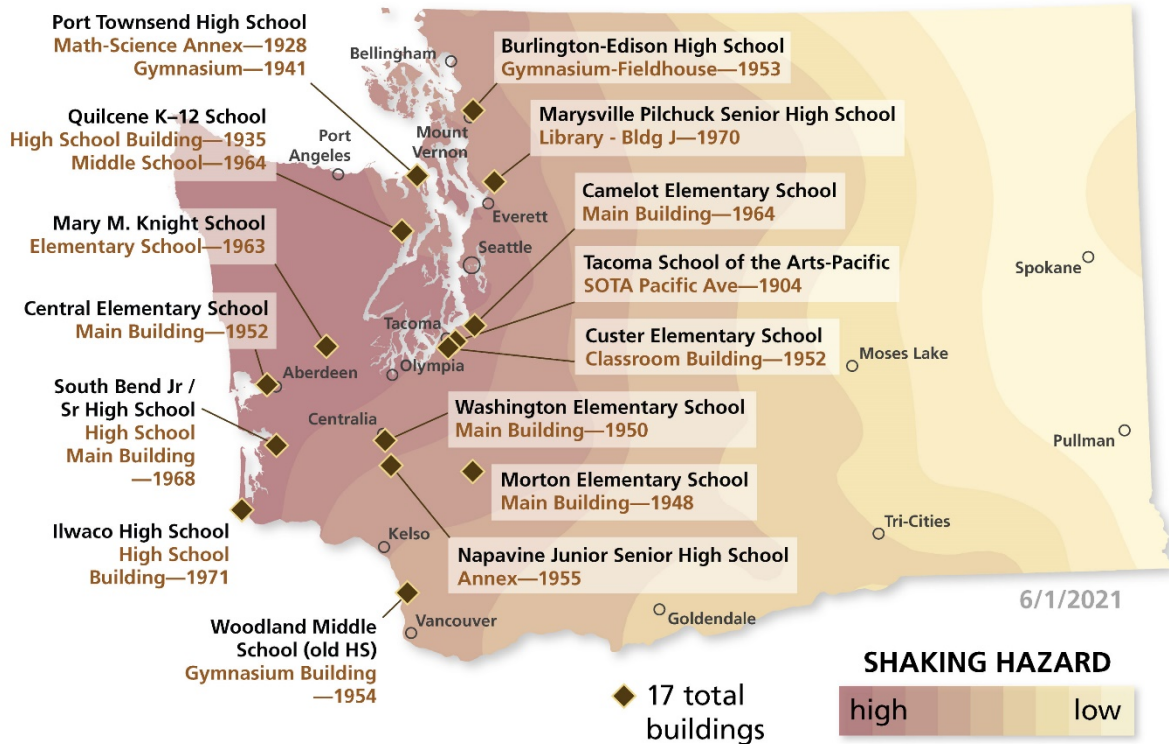 Port Townsend High School
Math-Science Annex—1928
Gymnasium—1941
Quilcene K–12 School
High School Building—1935
Middle School—1964
Mary M. Knight School
Elementary School—1963
Central Elementary School
Main Building—1952
South Bend Jr /
Sr High School
High School
Main Building
—1968
Ilwaco High School
High School
Building—1971
Woodland Middle
School (old HS)
Gymnasium Building
—1954
Burlington-Edison High School
Gymnasium-Fieldhouse—1953
Marysville Pilchuck Senior High School
Library - Bldg J—1970
Camelot Elementary School
Main Building—1964
Tacoma School of the Arts-Pacific
SOTA Pacific Ave—1904
Custer Elementary School
Classroom Building—1952
Washington Elementary School
Main Building—1950
Morton Elementary School
Main Building—1948
Napavine Junior Senior High School
Annex—1955
Bellingham
Mount
Vernon
Port
Angeles
Everett
Seattle
Tacoma
Olympia
Aberdeen
Centralia
Kelso
Vancouver
Goldendale
Tri-Cities
Moses Lake
Spokane
Pullman
6/1/2021
17 total
buildings
SHAKING HAZARD
high low